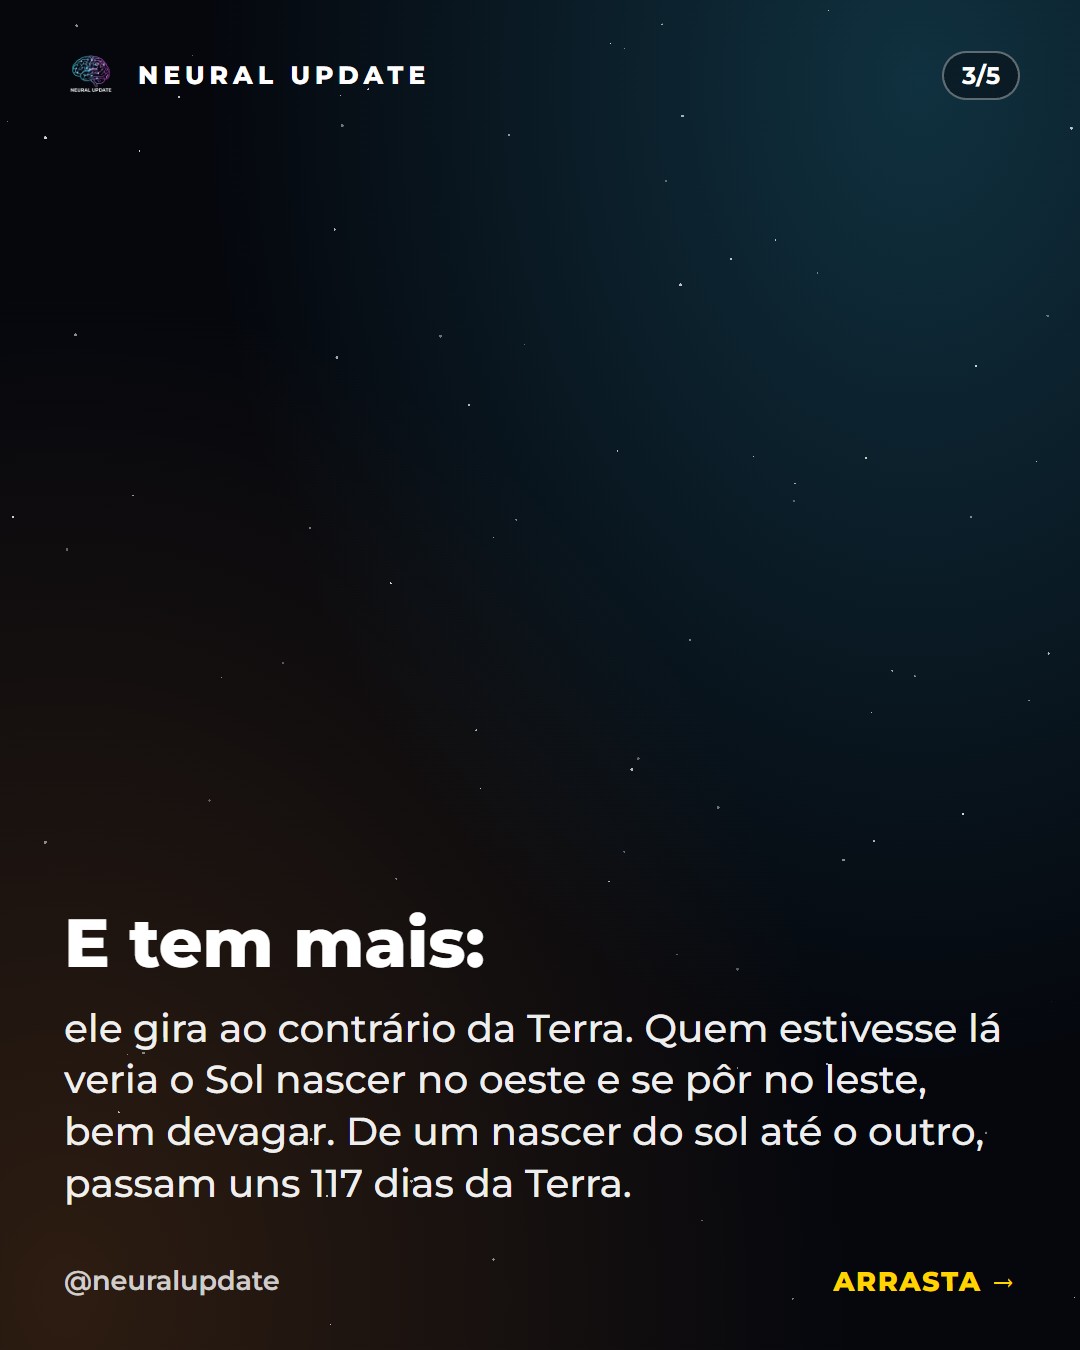 NEURAL UPDATE
NEURAL UPDATE
3/5
E tem mais:
ele gira ao contrário da Terra. Quem estivesse lá
veria o Sol nascer no oeste e se pôr no leste,
bem devagar. De um nascer do sol até o outro,
passam uns 117 dias da Terra.
@neuralupdate
ARRASTA →